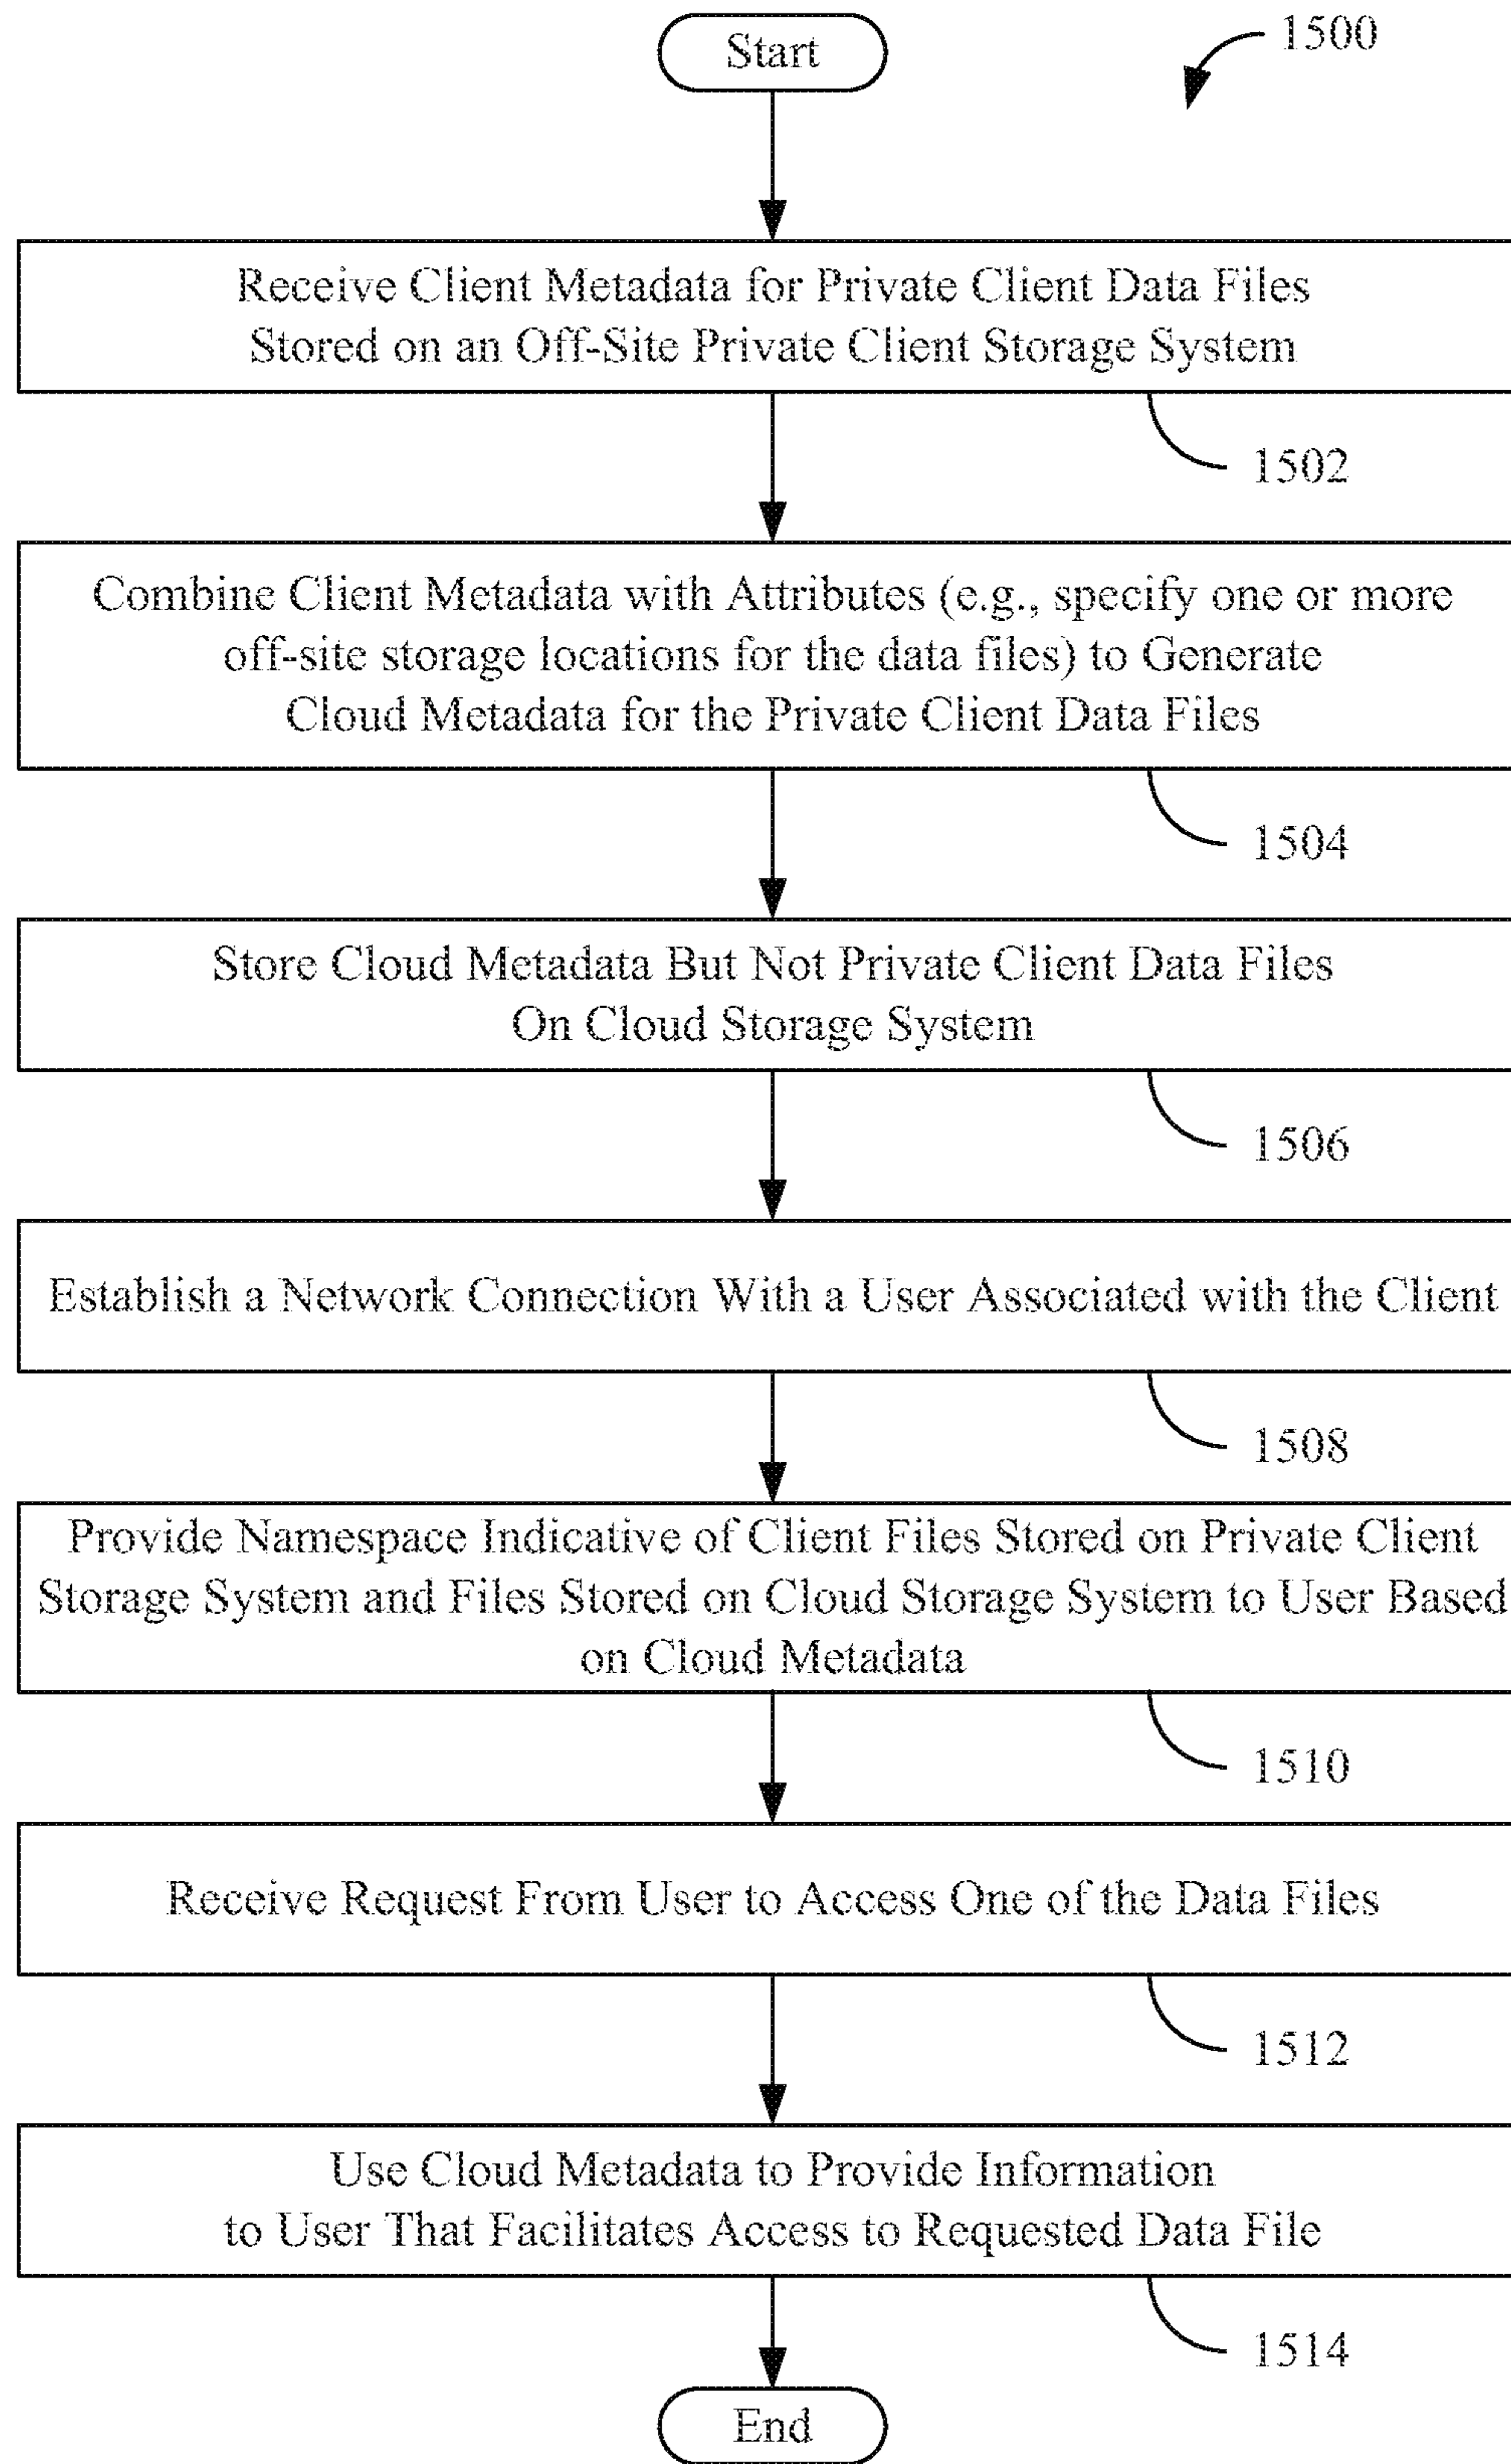 Start
1500
Receive Client Metadata for Private Client Data Files
Stored on an Off-Site Private Client Storage System
1502
Combine Client Metadata with Attributes (e.g., specify one or more
off-site storage locations for the data files) to Generate
Cloud Metadata for the Private Client Data Files
1504
Store Cloud Metadata But Not Private Client Data Files
On Cloud Storage System
1506
Establish a Network Connection With a User Associated with the Client
1508
Provide Namespace Indicative of Client Files Stored on Private Client
Storage System and Files Stored on Cloud Storage System to User Based
on Cloud Metadata
1510
Receive Request From User to Access One of the Data Files
1512
Use Cloud Metadata to Provide Information
to User That Facilitates Access to Requested Data File
1514
End